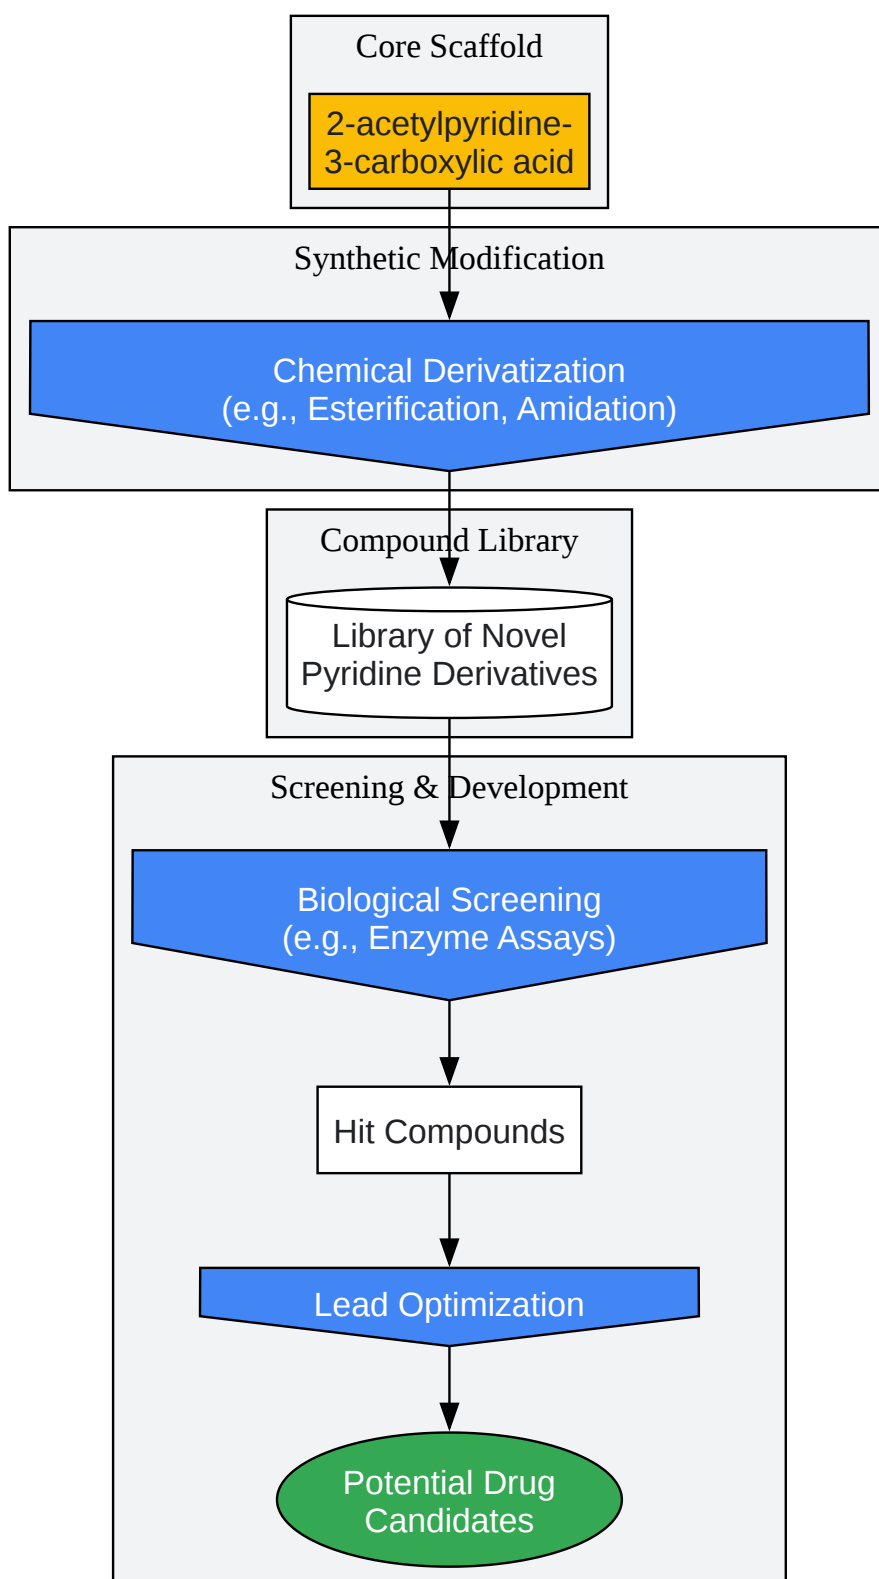 Core Scaffold
2-acetylpyridine-
3-carboxylic acid
Synthetic Modification
Chemical Derivatization
(e.g., Esterification, Amidation)
Compound Library
Library of Novel
Pyridine Derivatives
Screening & Development
Biological Screening
(e.g., Enzyme Assays)
Hit Compounds
Lead Optimization
Potential Drug
Candidates